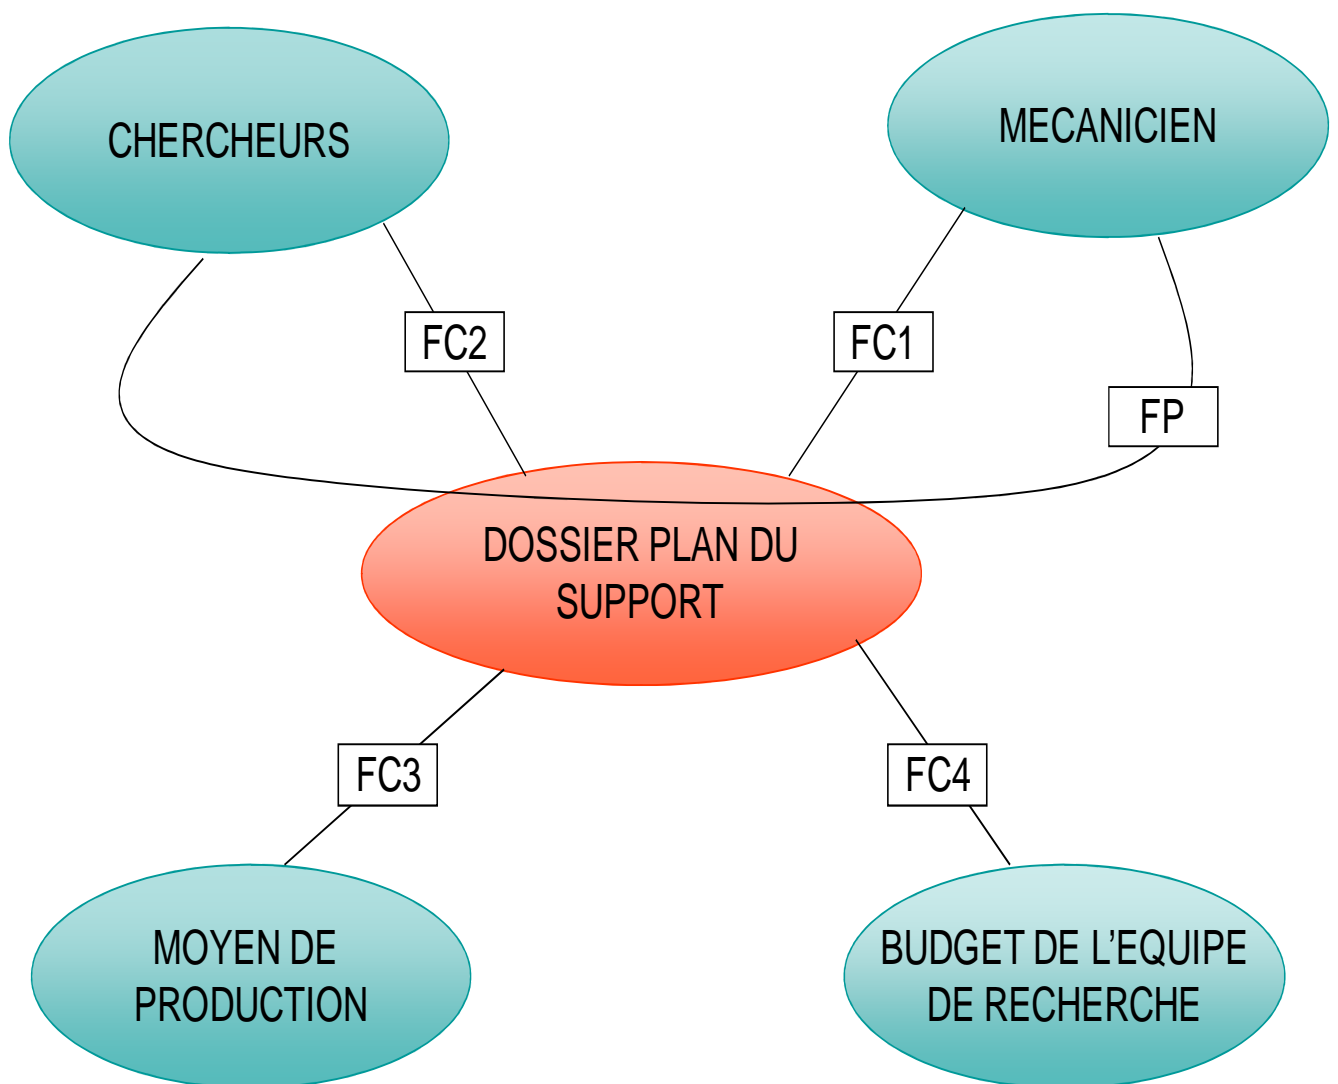 CHERCHEURS
MECANICIEN
FC2
FC1
FP
DOSSIER PLAN DU
SUPPORT
FC3
FC4
MOYEN DE
PRODUCTION
BUDGET DE L’EQUIPE
DE RECHERCHE